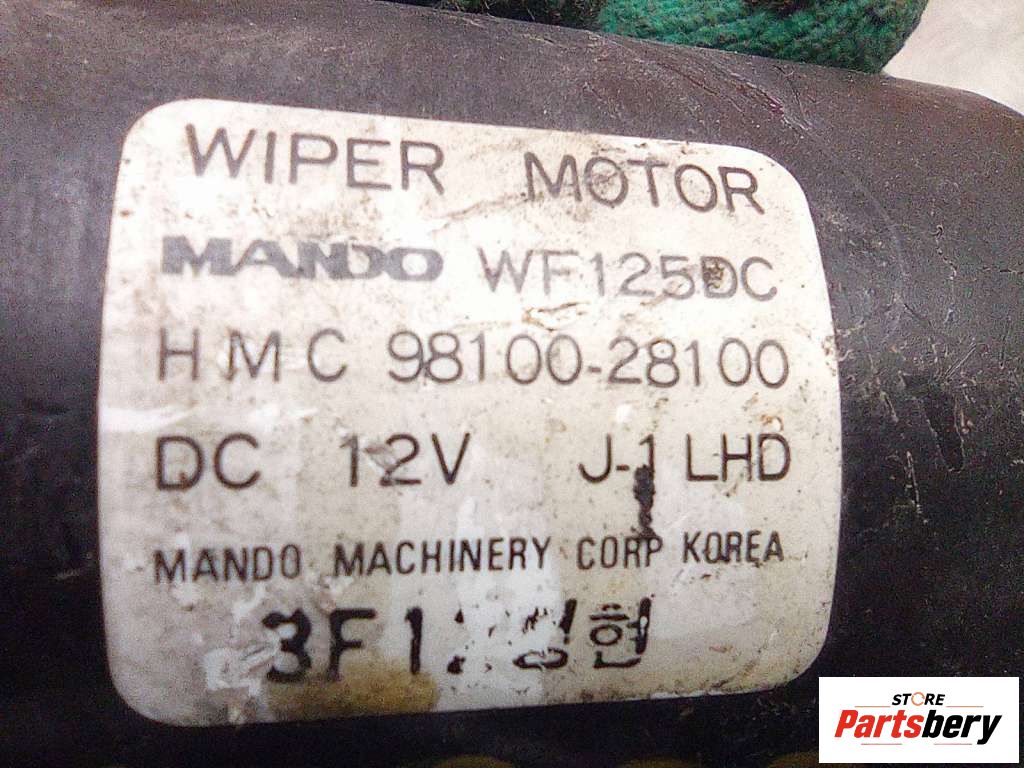 WIPER MOTOR
MANDO WF125DC
HMC 98100-28100
DC 12V J-1 LHD
MANDO MACHINERY CORP KOREA
STORE
Partsbery